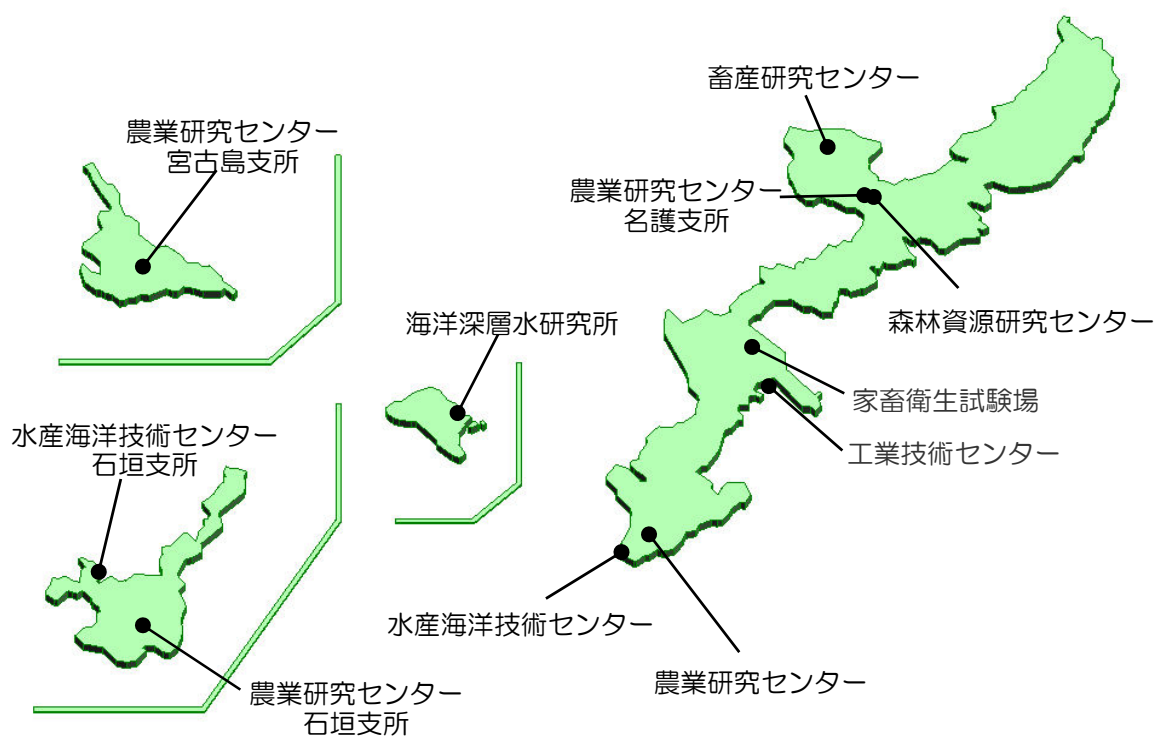 畜産研究センター
農業研究センター
宮古島支所
農業研究センター
名護支所
森林資源研究センター
海洋深層水研究所
家畜衛生試験場
水産海洋技術センター
石垣支所
工業技術センター
水産海洋技術センター
農業研究センター
農業研究センター
石垣支所